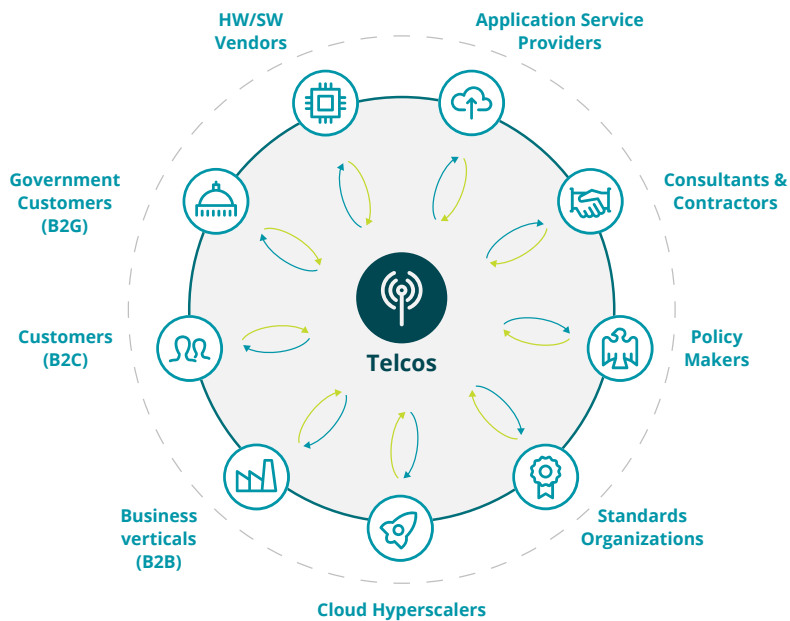 HW/SW
Vendors
Application Service
Providers
Government
Customers
(B2G)
Consultants &
Contractors
Customers
(B2C)
Telcos
Policy
Makers
Business
verticals
(B2B)
Standards
Organizations
Cloud Hyperscalers